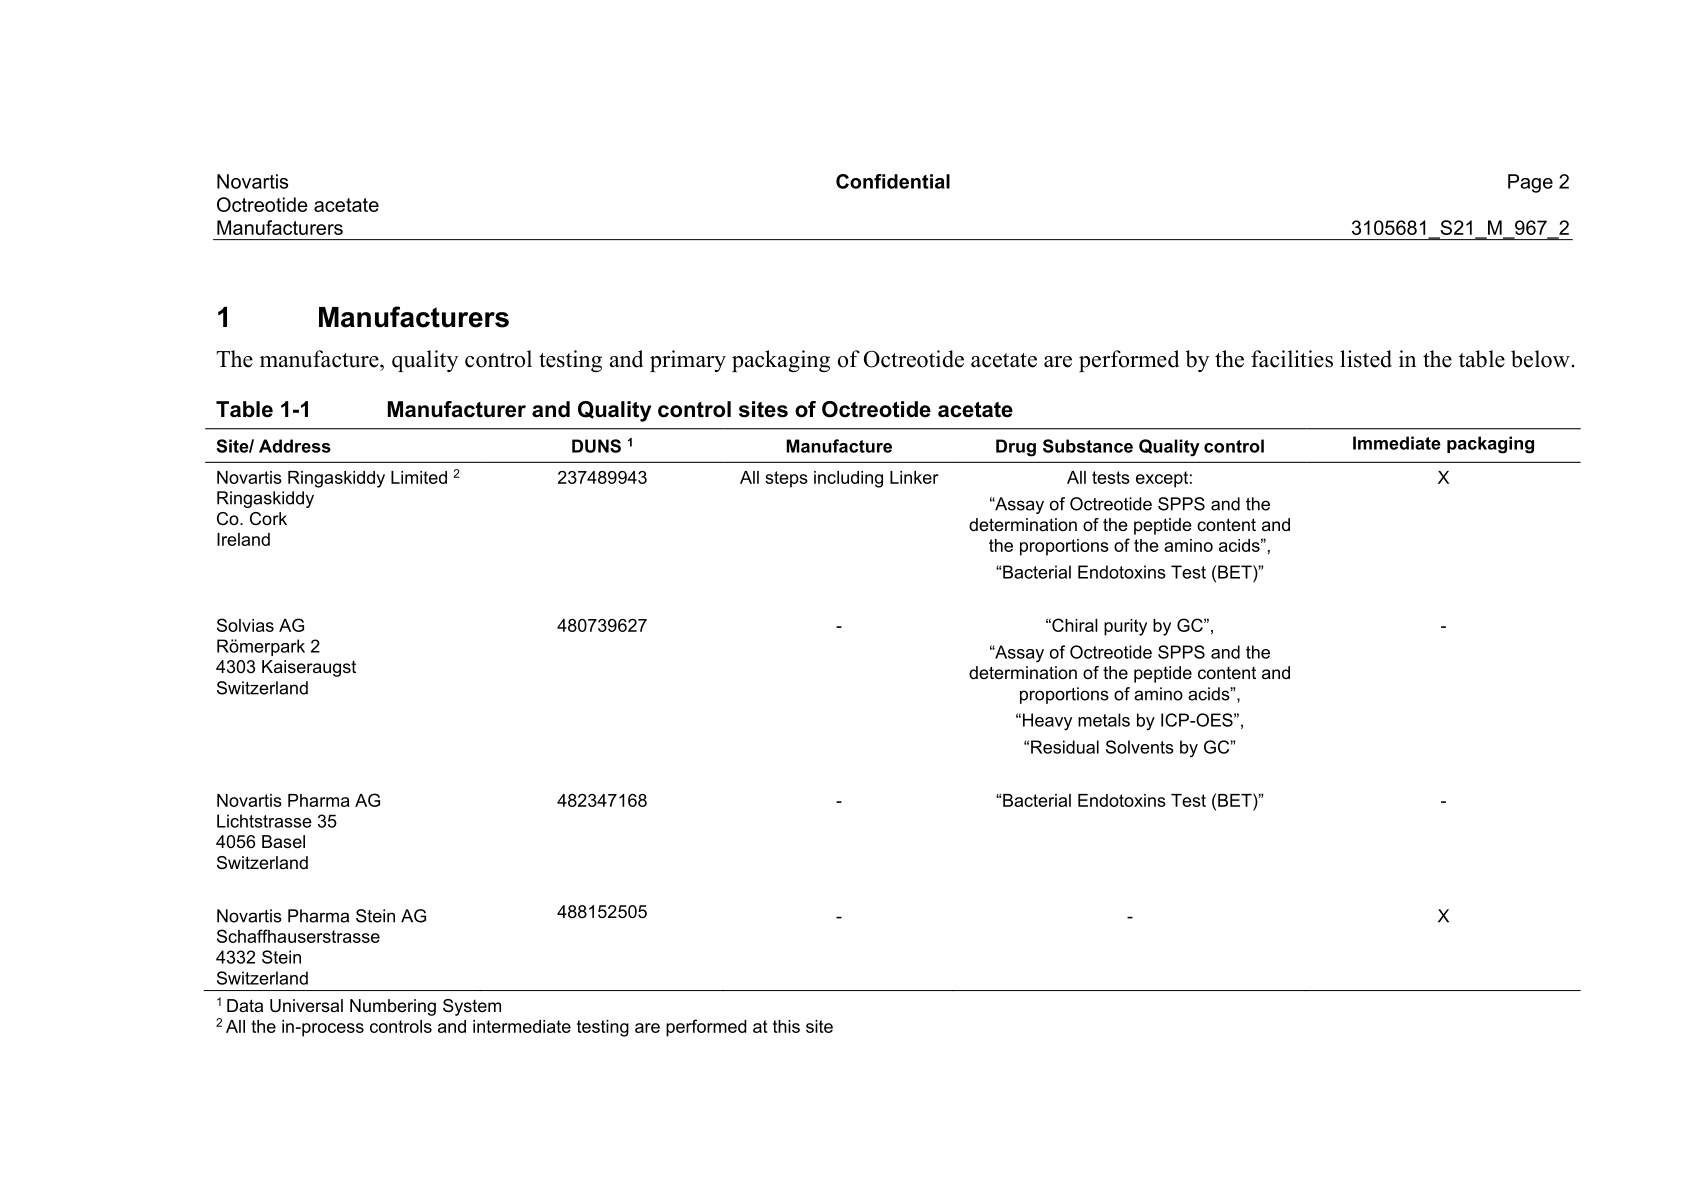 Novartis Confidential Page 2
Octreotide acetate
Manufacturers 3105681_S21_M_967_2
1 Manufacturers
The manufacture, quality control testing and primary packaging of Octreotide acetate are performed by the facilities listed in the table below.
Table 1-1 Manufacturer and Quality control sites of Octreotide acetate
Site/ Address DUNS 1 Manufacture Drug Substance Quality control Immediate packaging
Novartis Ringaskiddy Limited 2 237489943 All steps including Linker All tests except: X
Ringaskiddy
“Assay of Octreotide SPPS and the
Co. Cork
determination of the peptide content and
Ireland
the proportions of the amino acids”,
“Bacterial Endotoxins Test (BET)”
Solvias AG 480739627 - “Chiral purity by GC”, -
Römerpark 2
“Assay of Octreotide SPPS and the
4303 Kaiseraugst
determination of the peptide content and
Switzerland
proportions of amino acids”,
“Heavy metals by ICP-OES”,
“Residual Solvents by GC”
Novartis Pharma AG 482347168 - “Bacterial Endotoxins Test (BET)” -
Lichtstrasse 35
4056 Basel
Switzerland
Novartis Pharma Stein AG 488152505 - - X
Schaffhauserstrasse
4332 Stein
Switzerland
1 Data Universal Numbering System
2 All the in-process controls and intermediate testing are performed at this site